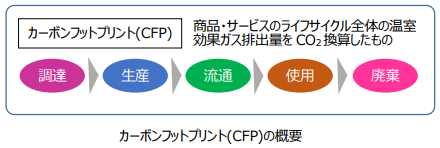 カーボンフットプリント(CFP)
商品・サービスのライフサイクル全体の温室
効果ガス排出量を CO₂ 換算したもの
調達
生産
流通
使用
廃棄
カーボンフットプリント(CFP)の概要